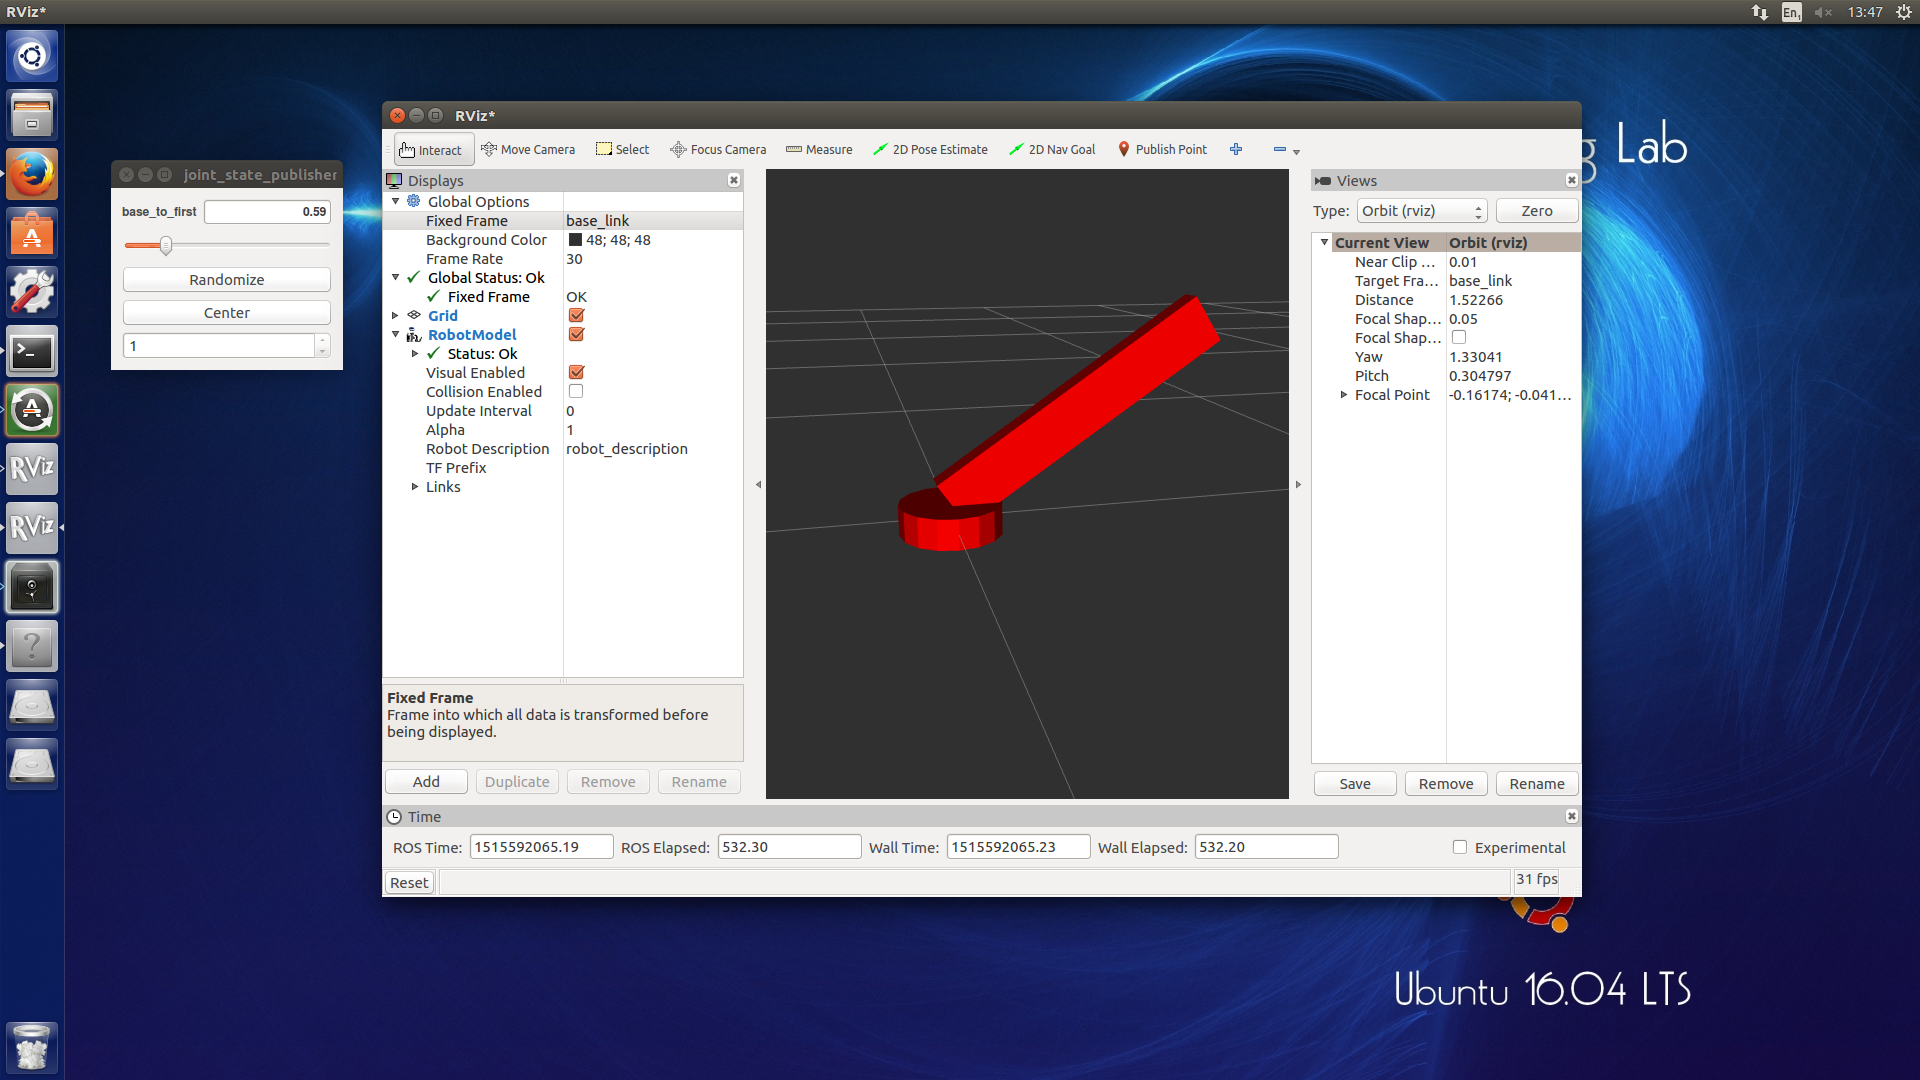 RViz*
En1
13:47
g Lab
joint_state_publisher
base_to_first 0.59
Randomize
Center
1
RViz
RViz
RViz*
Interact Move Camera Select Focus Camera Measure 2D Pose Estimate 2D Nav Goal Publish Point
Displays
Global Options
Fixed Frame base_link
Background Color 48; 48; 48
Frame Rate 30
Global Status: Ok
Fixed Frame OK
Grid
RobotModel
Status: Ok
Visual Enabled
Collision Enabled
Update Interval 0
Alpha 1
Robot Description robot_description
TF Prefix
Links
Fixed Frame
Frame into which all data is transformed before
being displayed.
Add Duplicate Remove Rename
Views
Type: Orbit (rviz) Zero
Current View Orbit (rviz)
Near Clip ... 0.01
Target Fra... base_link
Distance 1.52266
Focal Shap... 0.05
Focal Shap...
Yaw 1.33041
Pitch 0.304797
Focal Point -0.16174; -0.041...
Save Remove Rename
Time
ROS Time: 1515592065.19 ROS Elapsed: 532.30 Wall Time: 1515592065.23 Wall Elapsed: 532.20 Experimental
Reset 31 fps
Ubuntu 16.04 LTS